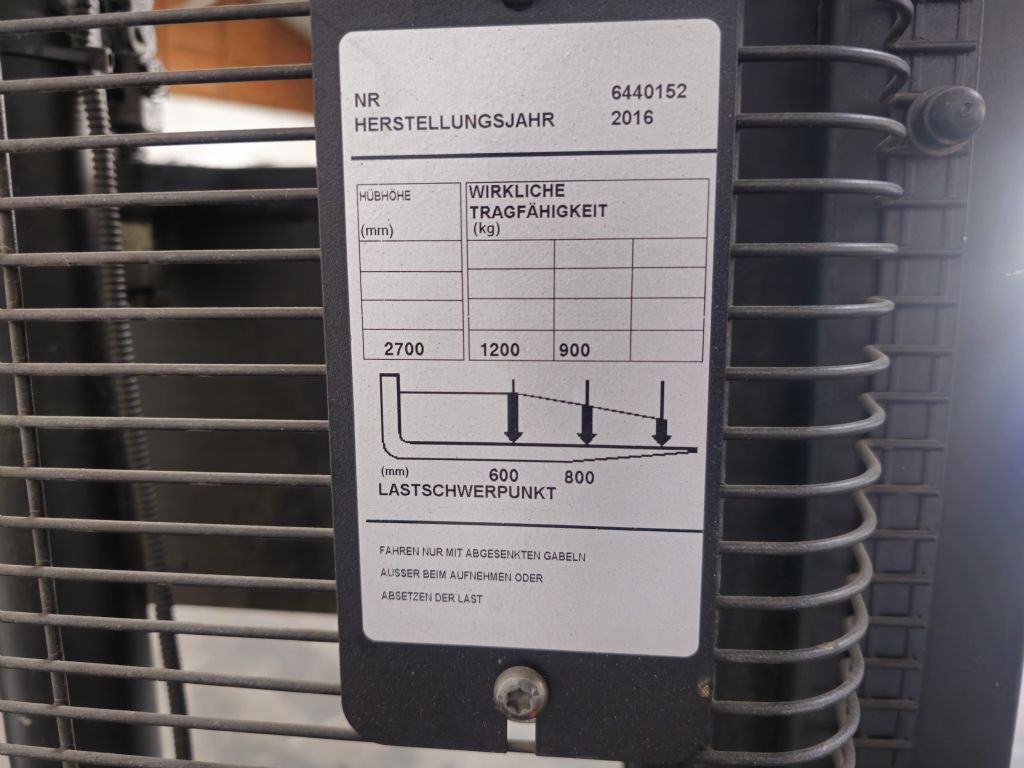 NR 6440152
HERSTELLUNGSJAHR 2016
HÜBHÖHE
(mm)
WIRKLICHE
TRAGFÄHIGKEIT
(kg)
2700 1200 900
(mm) 600 800
LASTSCHWERPUNKT
FAHREN NUR MIT ABGESENKTEN GABELN
AUSSER BEIM AUFNEHMEN ODER
ABSETZEN DER LAST